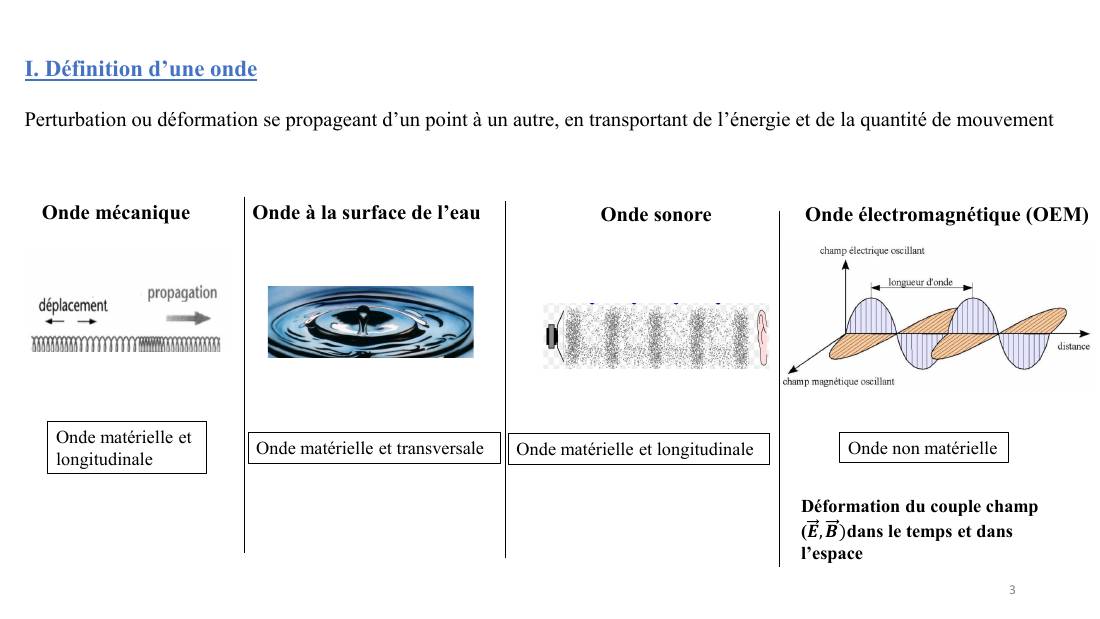 I. Définition d’une onde
Perturbation ou déformation se propageant d’un point à un autre, en transportant de l’énergie et de la quantité de mouvement
Onde mécanique
déplacement
propagation
Onde matérielle et
longitudinale
Onde à la surface de l’eau
Onde matérielle et transversale
Onde sonore
Onde matérielle et longitudinale
Onde électromagnétique (OEM)
champ électrique oscillant
longueur d'onde
distance
champ magnétique oscillant
Onde non matérielle
Déformation du couple champ
(E⃗, B⃗)dans le temps et dans
l’espace
3